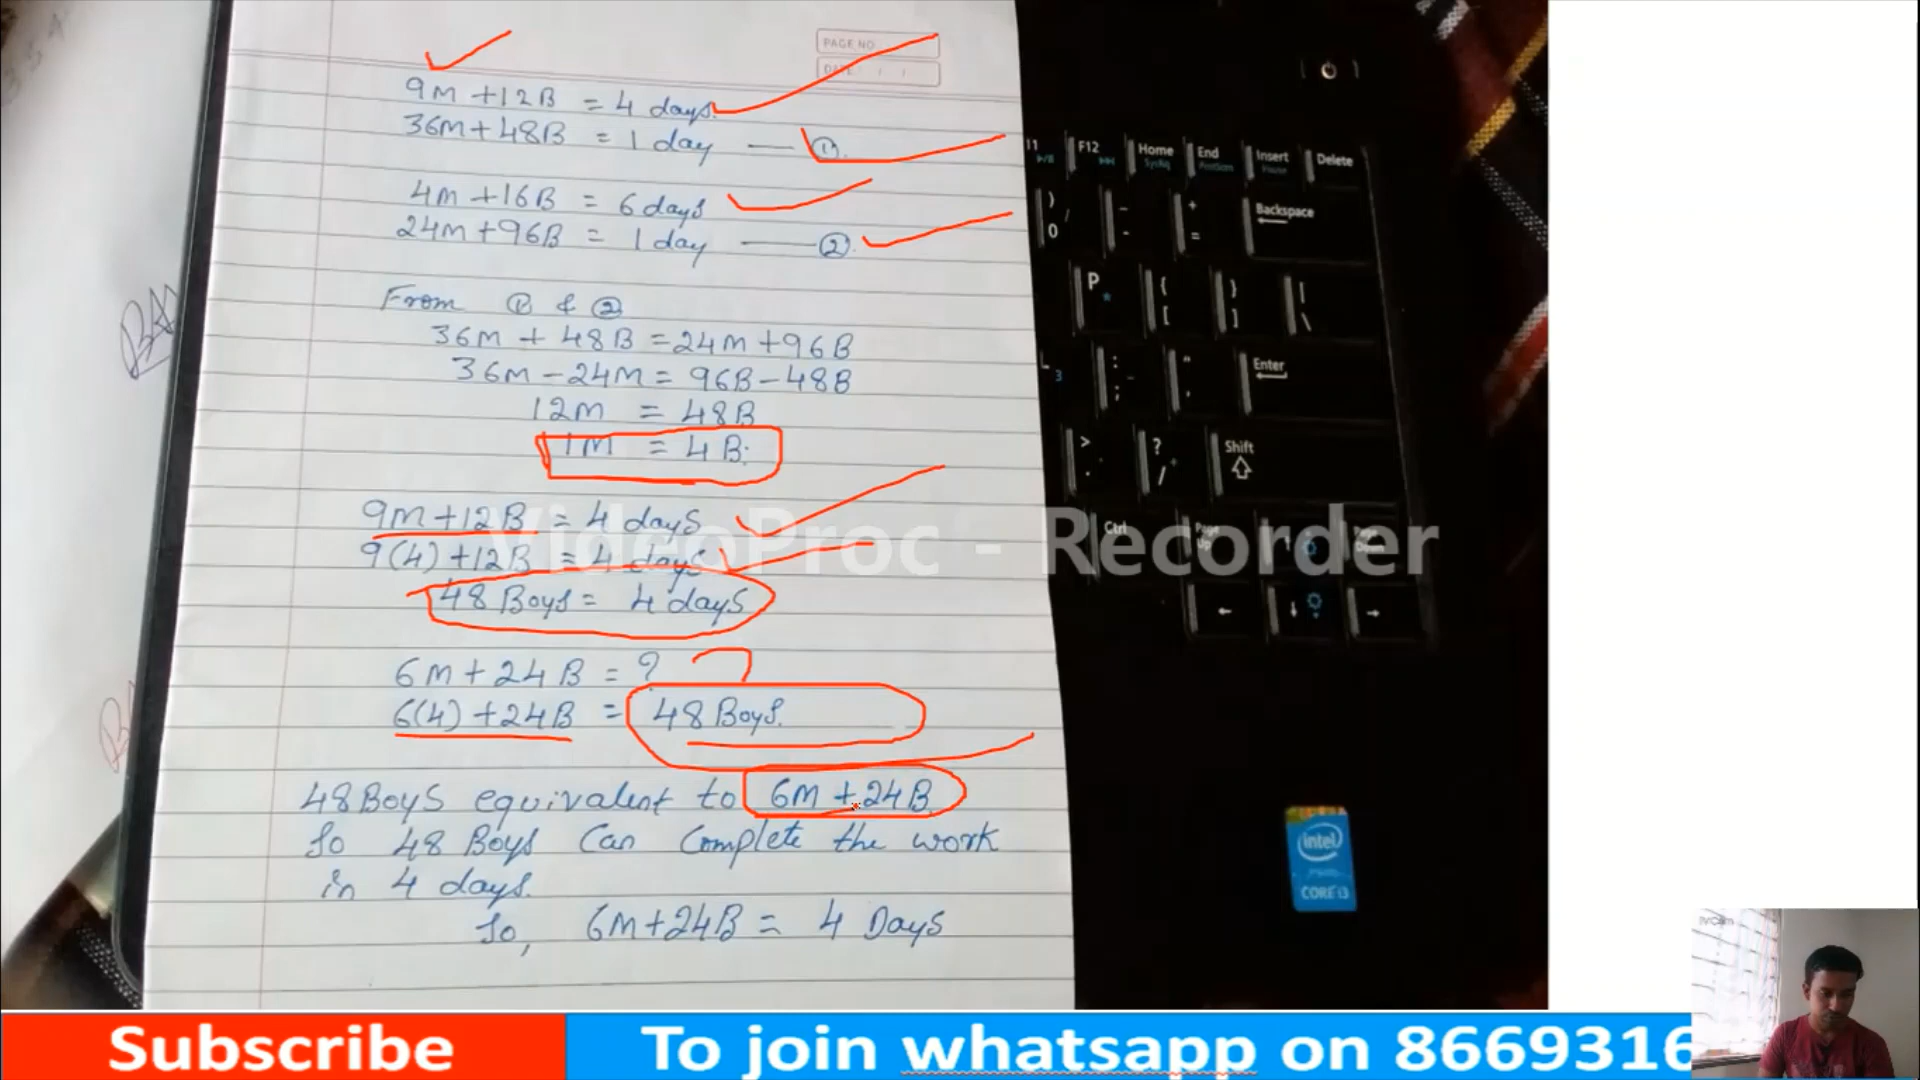 PAGE NO
DATE / /
9M + 12B = 4 days.
36M + 48B = 1 day — ①.
4M + 16B = 6 days
24M + 96B = 1 day — ②.
From ① & ②
36M + 48B = 24M + 96B
36M - 24M = 96B - 48B
12M = 48B
1M = 4B.
9M + 12B = 4 days
9(4) + 12B = 4 days
48 Boys = 4 days
6M + 24B = ?
6(4) + 24B = 48 Boys.
48 Boys equivalent to 6M + 24B.
So 48 Boys Can Complete the work
in 4 days.
So, 6M + 24B = 4 Days
VideoProc - Recorder
F12
Home
End
Insert
Delete
) 0
- -
+ =
Backspace
P
{ [
} ]
| \
: ;
" '
Enter
> .
? /
Shift
Ctrl
Page Up
Page Down
intel
CORE i3
Subscribe
To join whatsapp on 8669316